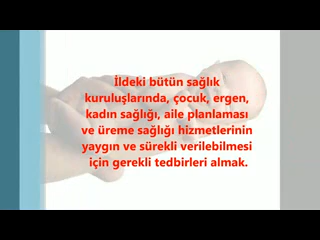 İldeki bütün sağlık
kuruluşlarında, çocuk, ergen,
kadın sağlığı, aile planlaması
ve üreme sağlığı hizmetlerinin
yaygın ve sürekli verilebilmesi
için gerekli tedbirleri almak.